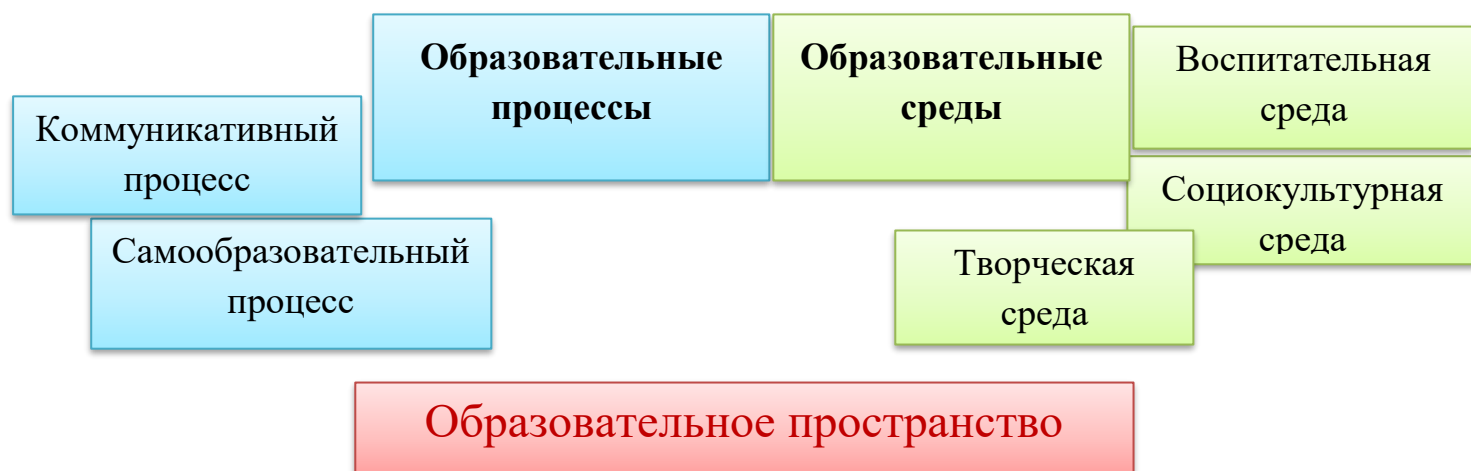 Образовательные
процессы
Образовательные
среды
Воспитательная
среда
Коммуникативный
процесс
Социокультурная
среда
Самообразовательный
процесс
Творческая
среда
Образовательное пространство